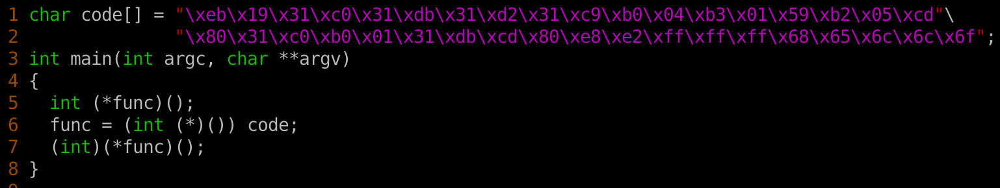 1 char code[] = "\xeb\x19\x31\xc0\x31\xdb\x31\xd2\x31\xc9\xb0\x04\xb3\x01\x59\xb2\x05\xcd"\
2               "\x80\x31\xc0\xb0\x01\x31\xdb\xcd\x80\xe8\xe2\xff\xff\xff\x68\x65\x6c\x6c\x6f";
3 int main(int argc, char **argv)
4 {
5   int (*func)();
6   func = (int (*)()) code;
7   (int)(*func)();
8 }